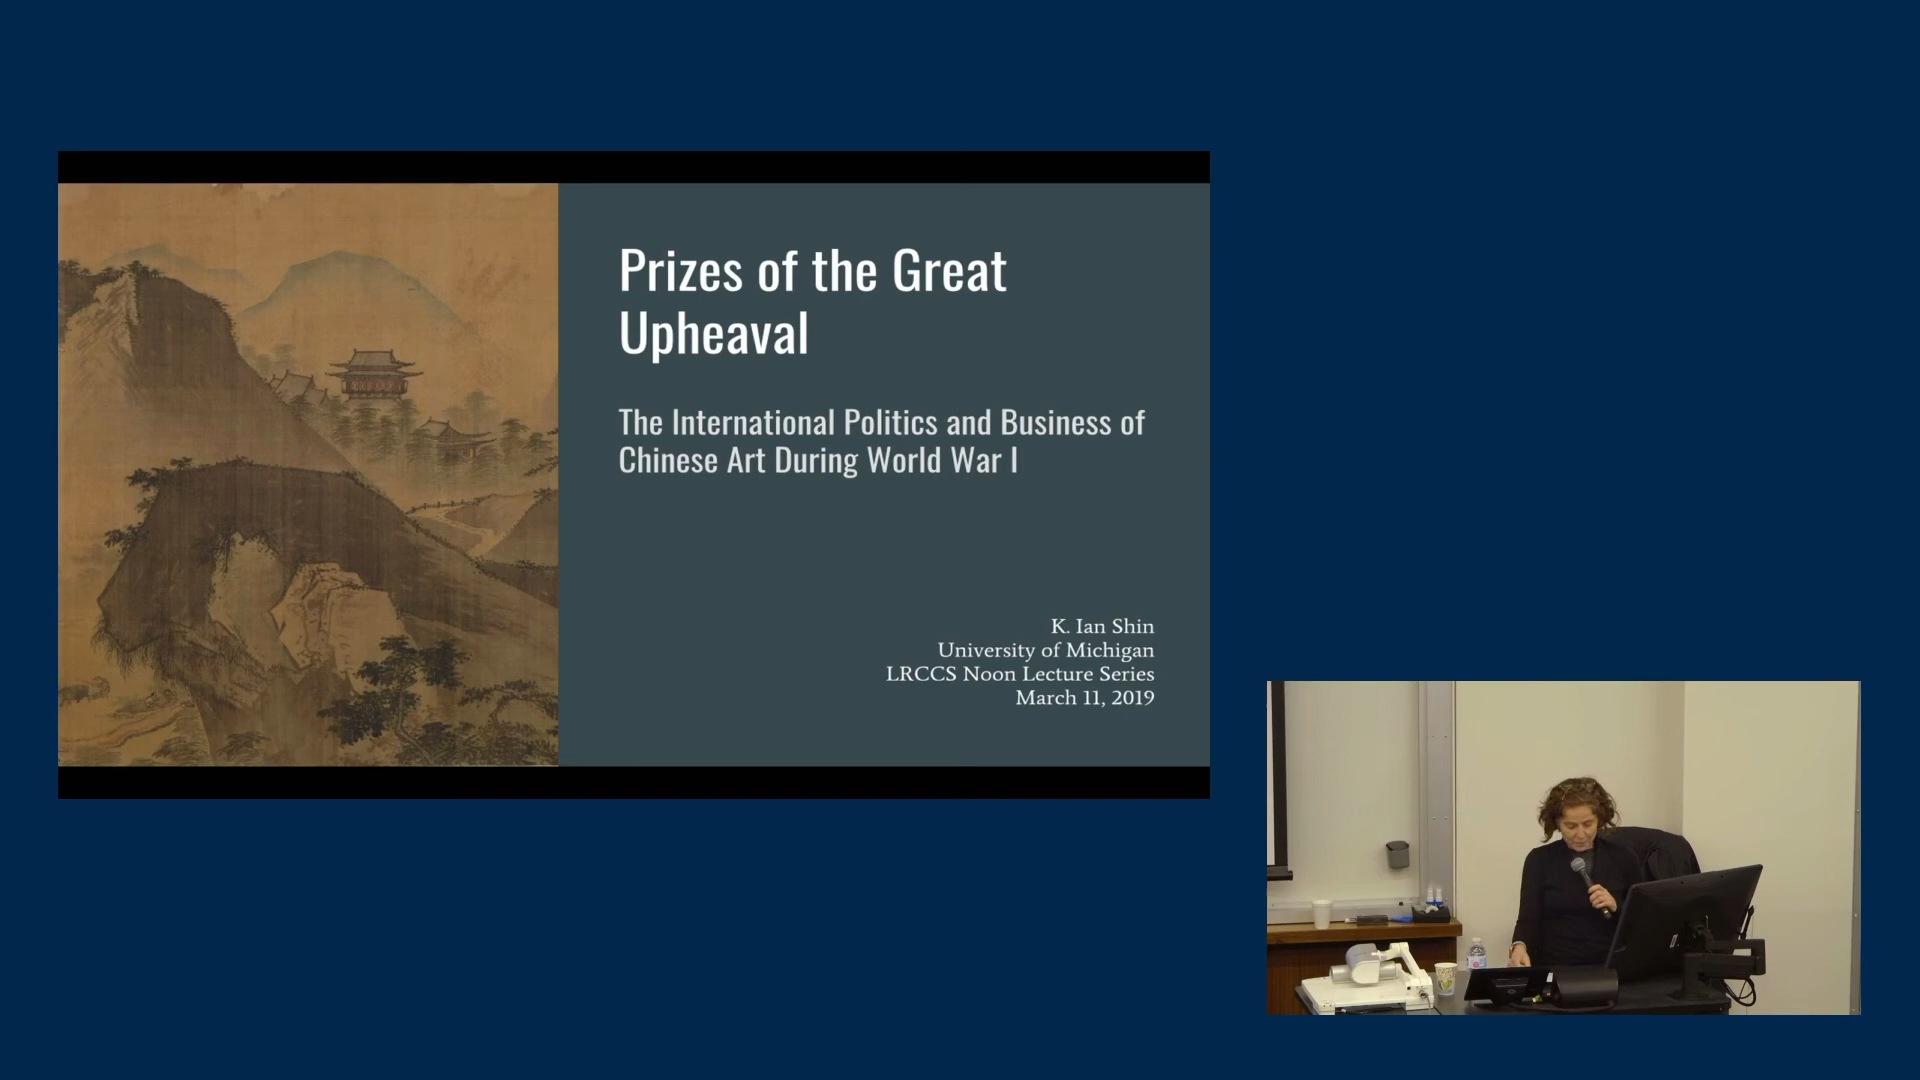 Prizes of the Great
Upheaval
The International Politics and Business of
Chinese Art During World War I
K. Ian Shin
University of Michigan
LRCCS Noon Lecture Series
March 11, 2019